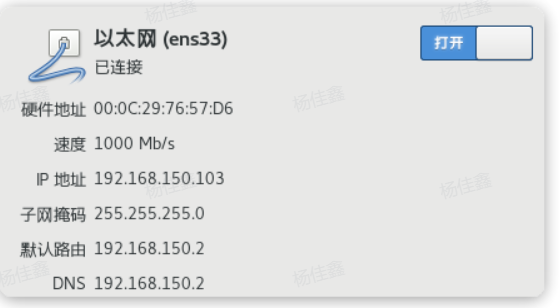 以太网 (ens33)
打开
已连接
硬件地址 00:0C:29:76:57:D6
速度 1000 Mb/s
IP 地址 192.168.150.103
子网掩码 255.255.255.0
默认路由 192.168.150.2
DNS 192.168.150.2
杨佳鑫
杨佳鑫
杨佳鑫
杨佳鑫
杨佳鑫
杨佳鑫
杨佳鑫
杨佳鑫